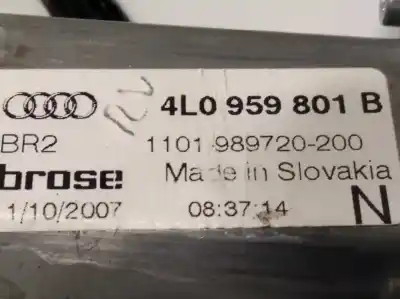 4L0 959 801 B
BR2 1101 989720-200
brose Made in Slovakia
1/10/2007 08:37:14 N